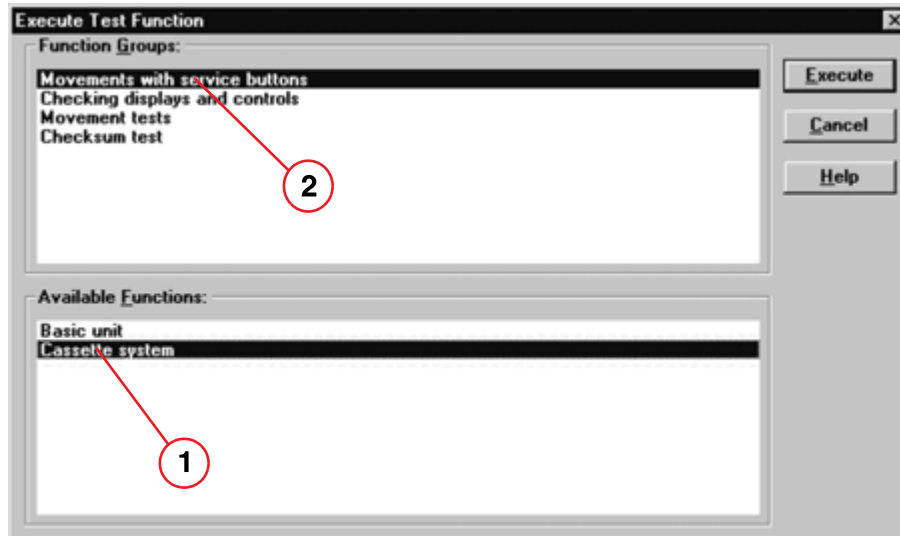 Execute Test Function
Function Groups:
Movements with service buttons
Checking displays and controls
Movement tests
Checksum test
2
Execute
Cancel
Help
Available Functions:
Basic unit
Cassette system
1